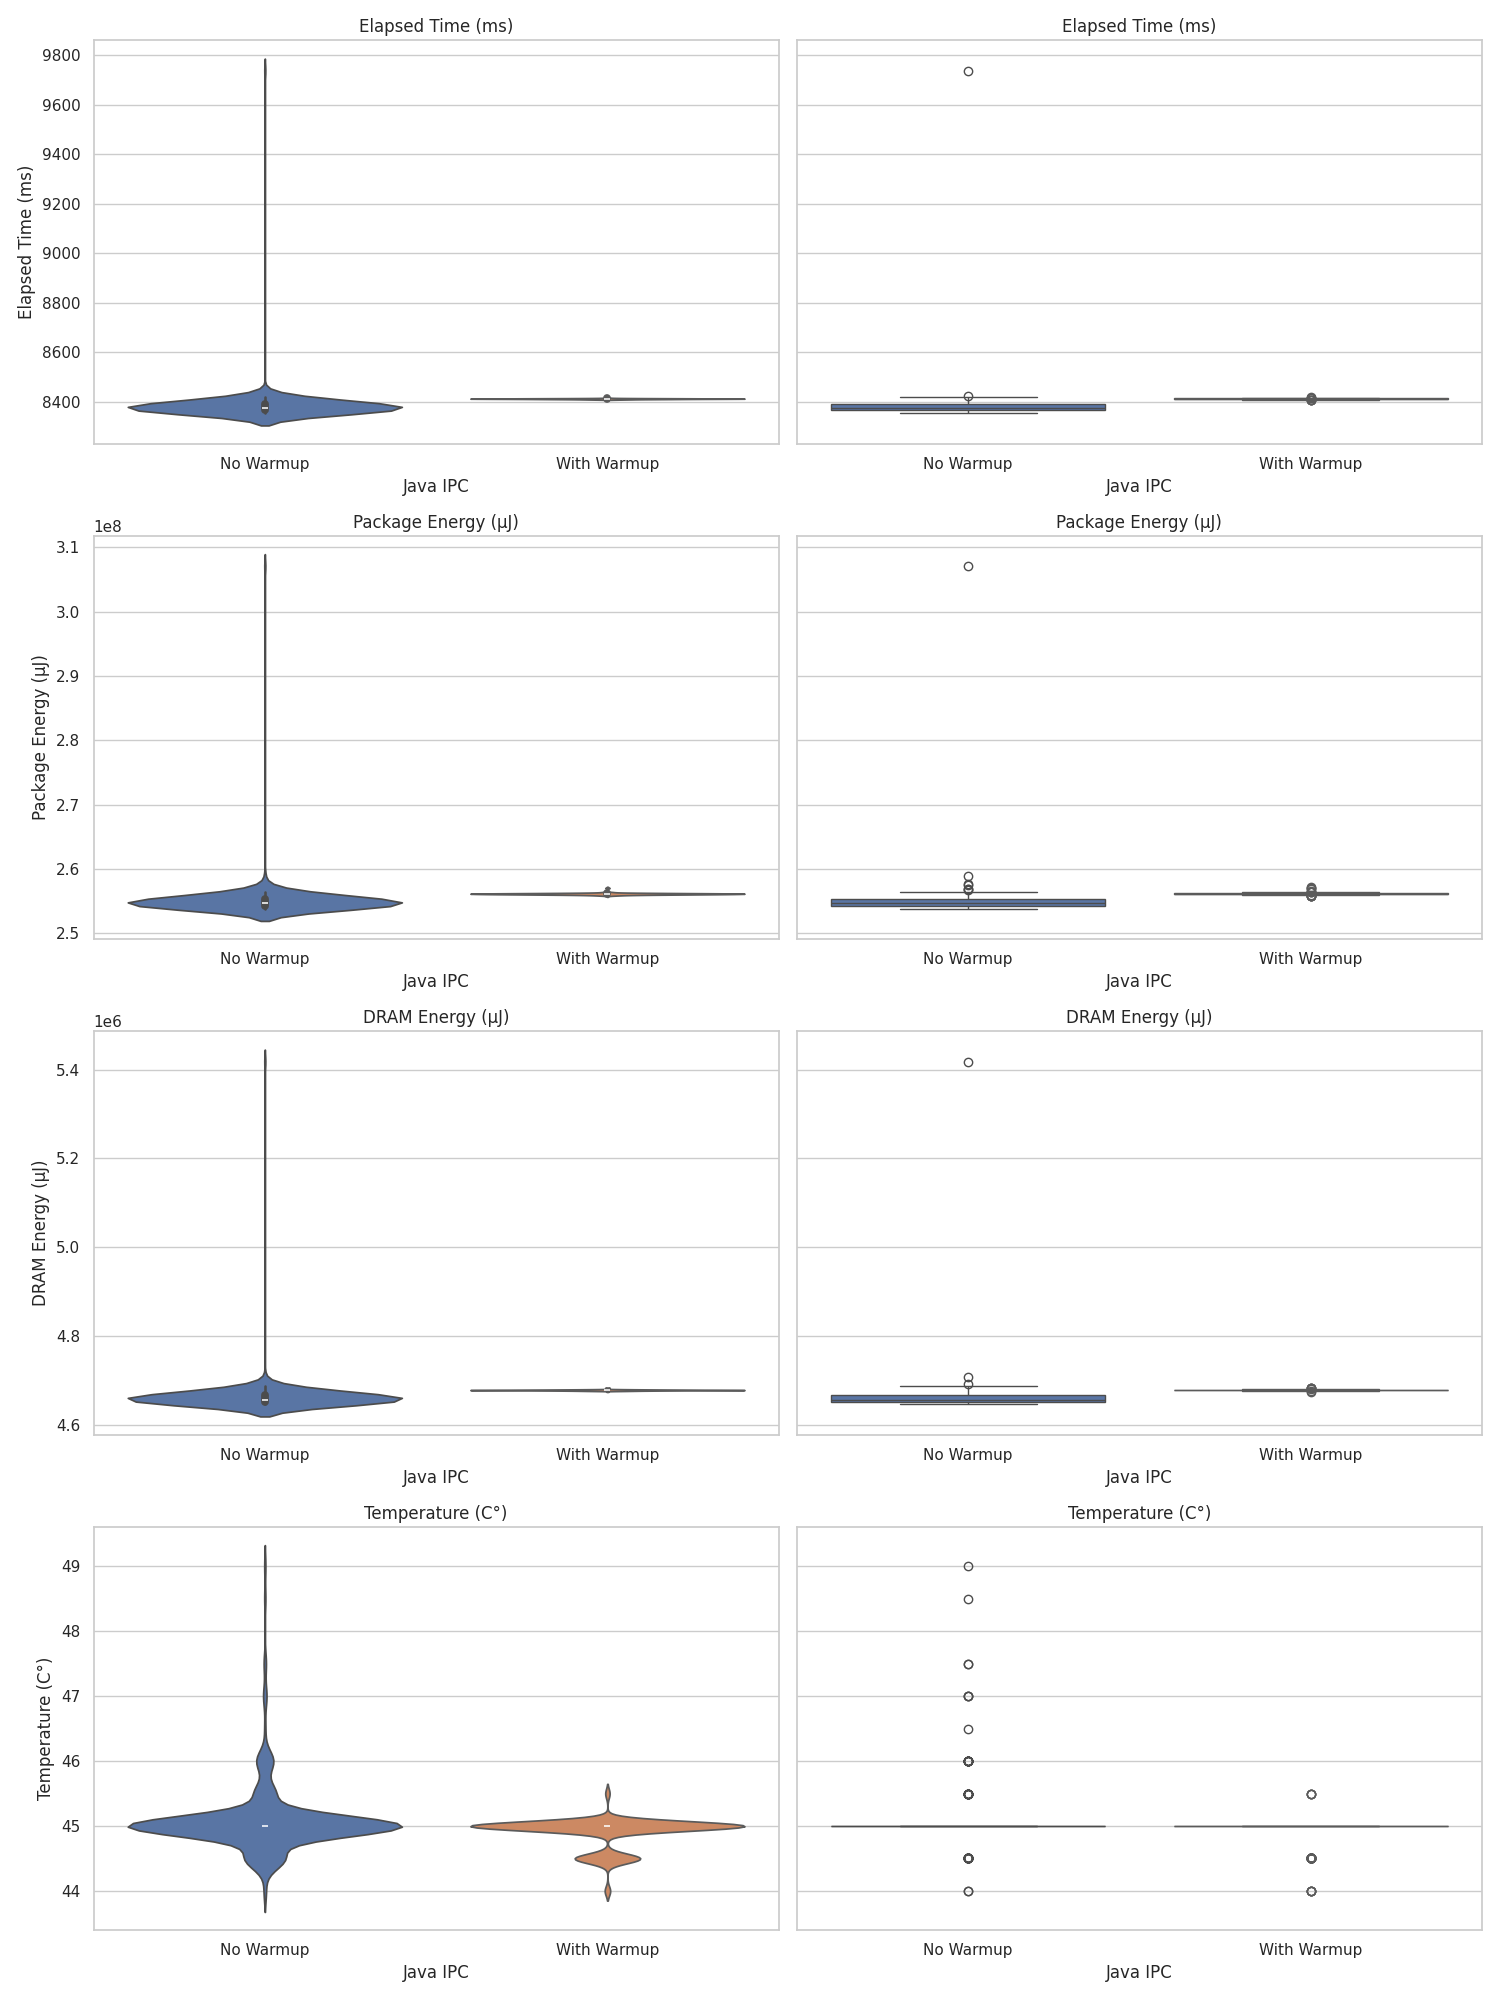 Elapsed Time (ms)
Elapsed Time (ms)
Elapsed Time (ms)
9800
9600
9400
9200
9000
8800
8600
8400
No Warmup
With Warmup
No Warmup
With Warmup
Java IPC
Java IPC
Package Energy (µJ)
Package Energy (µJ)
1e8
Package Energy (µJ)
3.1
3.0
2.9
2.8
2.7
2.6
2.5
No Warmup
With Warmup
No Warmup
With Warmup
Java IPC
Java IPC
DRAM Energy (µJ)
DRAM Energy (µJ)
1e6
DRAM Energy (µJ)
5.4
5.2
5.0
4.8
4.6
No Warmup
With Warmup
No Warmup
With Warmup
Java IPC
Java IPC
Temperature (C°)
Temperature (C°)
Temperature (C°)
49
48
47
46
45
44
No Warmup
With Warmup
No Warmup
With Warmup
Java IPC
Java IPC